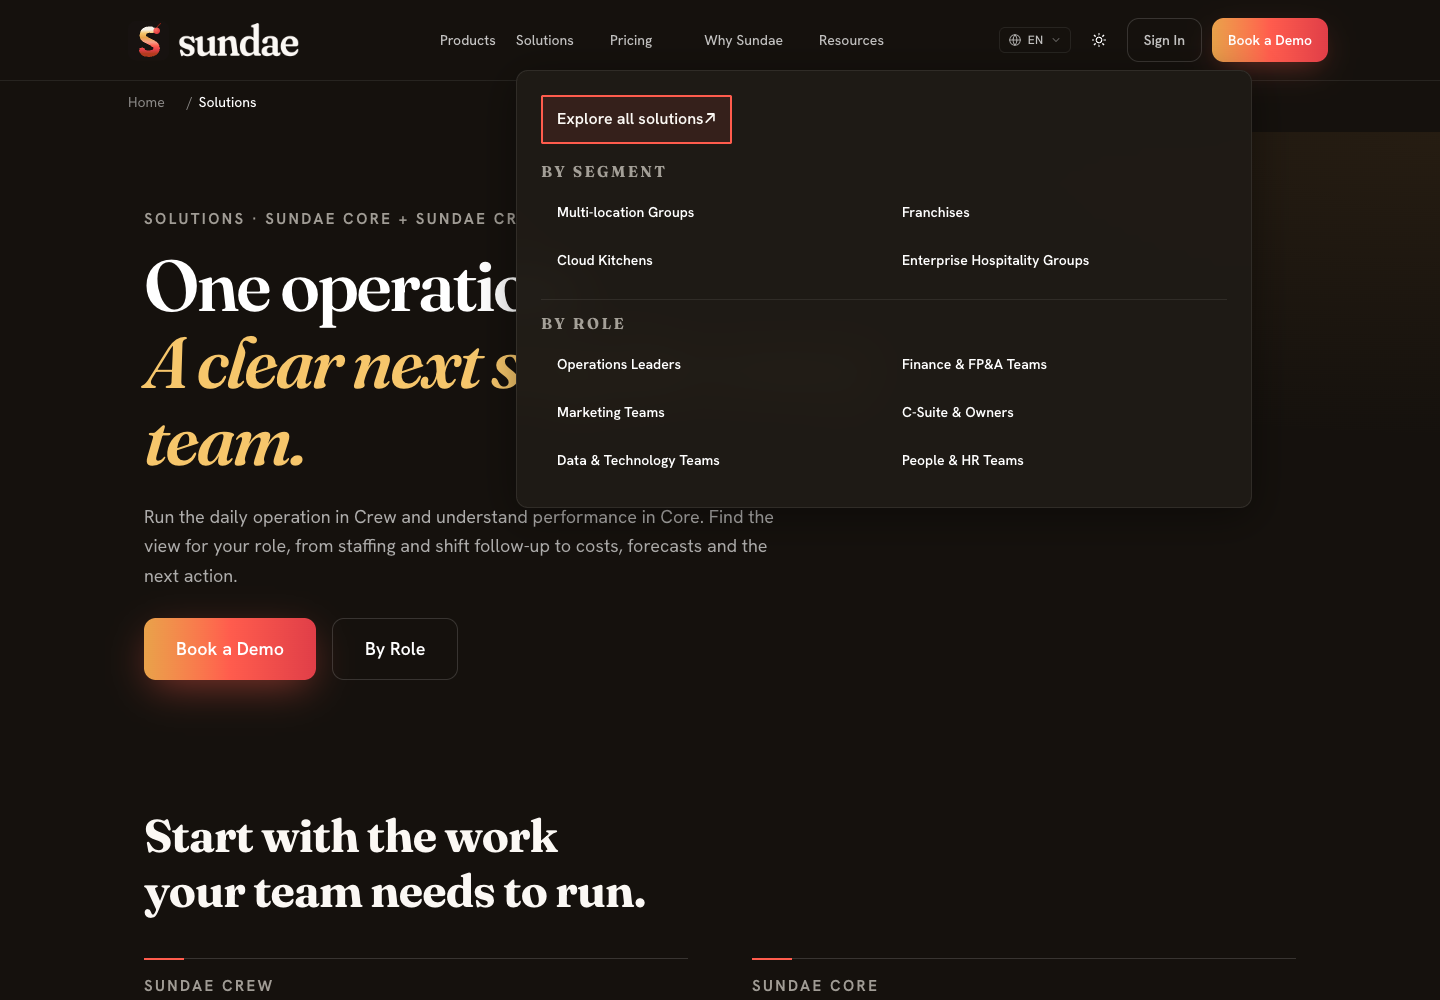 sundae
Products Solutions Pricing Why Sundae Resources
EN
Sign In
Book a Demo
Home / Solutions
Explore all solutions↗
BY SEGMENT
Multi-location Groups
Franchises
Cloud Kitchens
Enterprise Hospitality Groups
BY ROLE
Operations Leaders
Finance & FP&A Teams
Marketing Teams
C-Suite & Owners
Data & Technology Teams
People & HR Teams
SOLUTIONS · SUNDAE CORE + SUNDAE CR
One operatio
A clear next s
team.
Run the daily operation in Crew and understand performance in Core. Find the
view for your role, from staffing and shift follow-up to costs, forecasts and the
next action.
Book a Demo
By Role
Start with the work
your team needs to run.
SUNDAE CREW
SUNDAE CORE